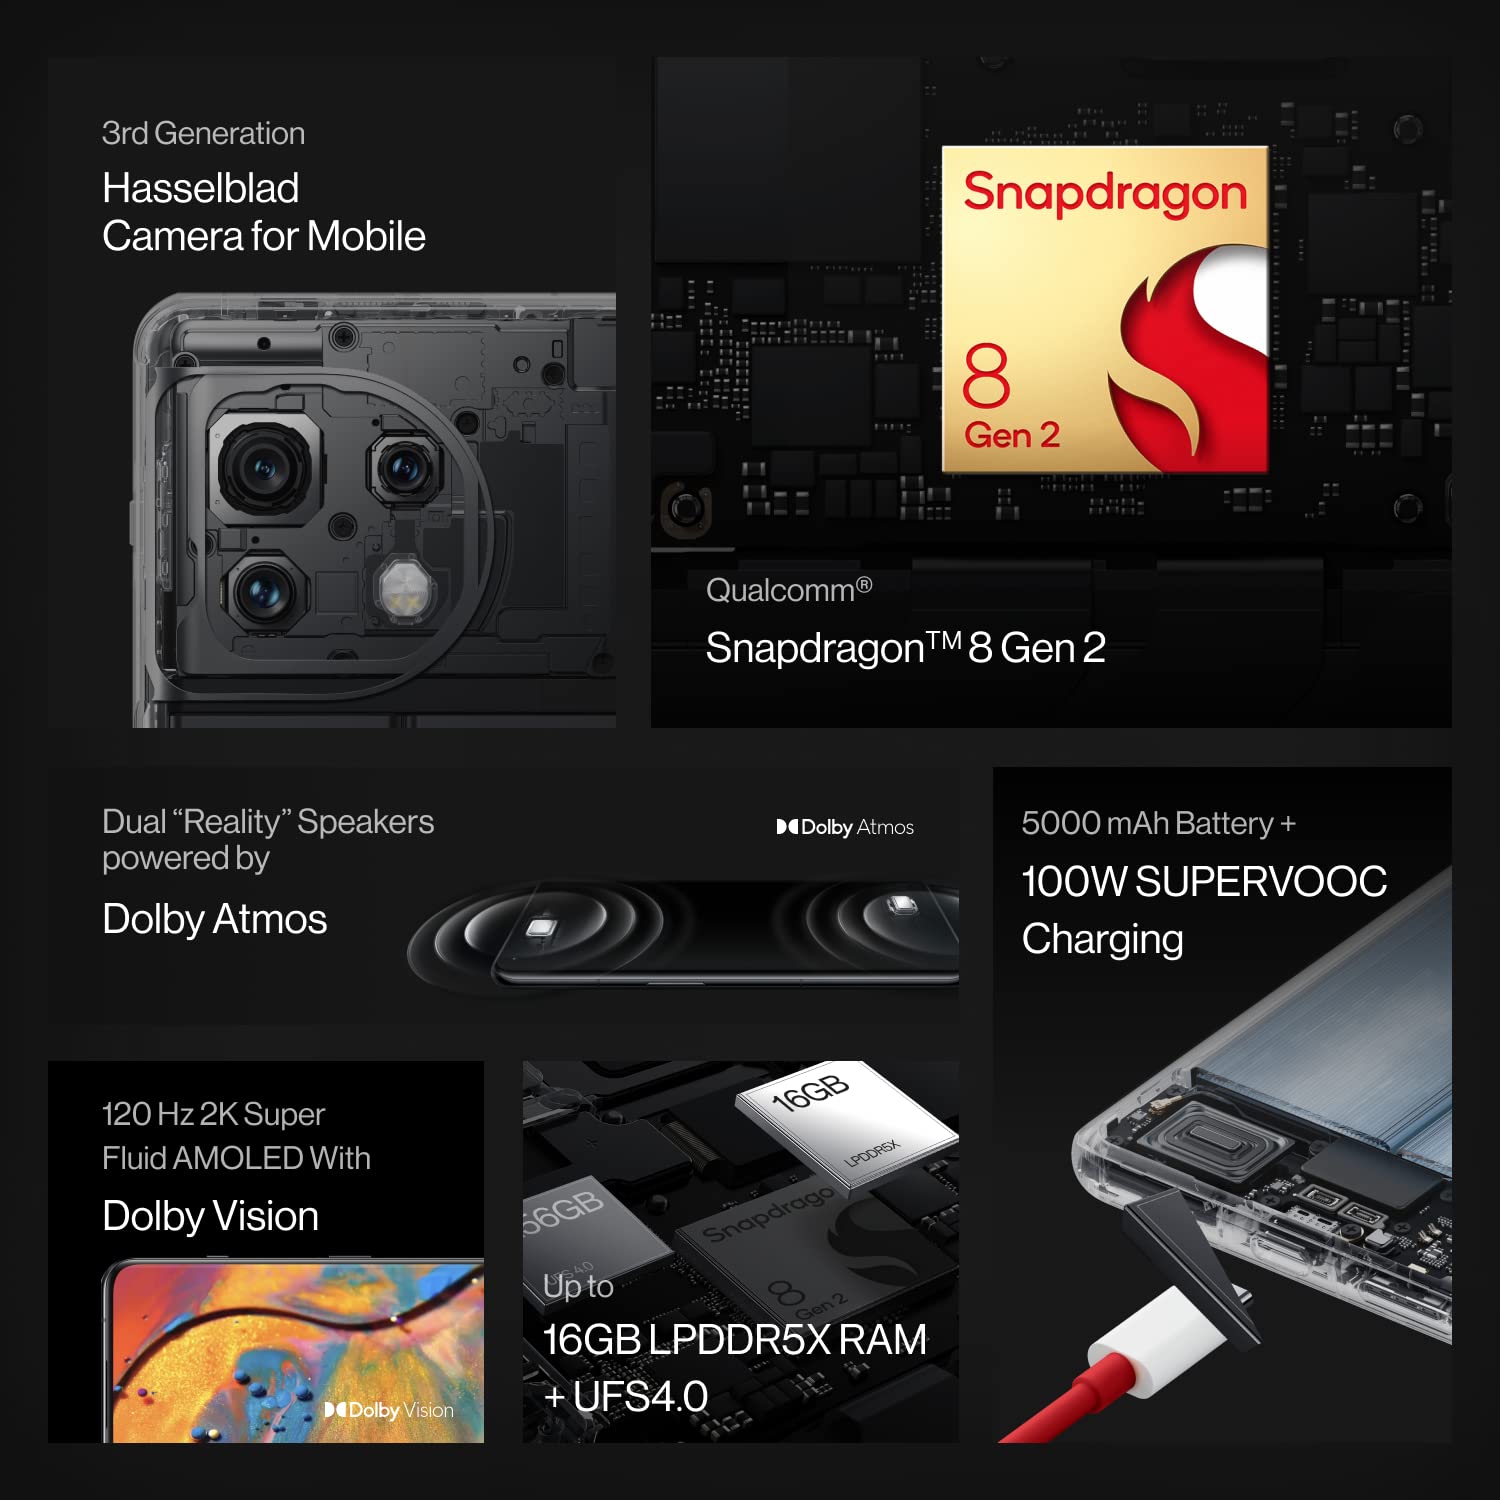 3rd Generation
Hasselblad
Camera for Mobile
Snapdragon
8
Gen 2
Qualcomm®
Snapdragon™ 8 Gen 2
Dual “Reality” Speakers
powered by
Dolby Atmos
Dolby Atmos
5000 mAh Battery +
100W SUPERVOOC
Charging
120 Hz 2K Super
Fluid AMOLED With
Dolby Vision
Dolby Vision
16GB
LPDDR5X
56GB
UFS 4.0
Snapdrago
8
Gen 2
Up to
16GB LPDDR5X RAM
+ UFS4.0